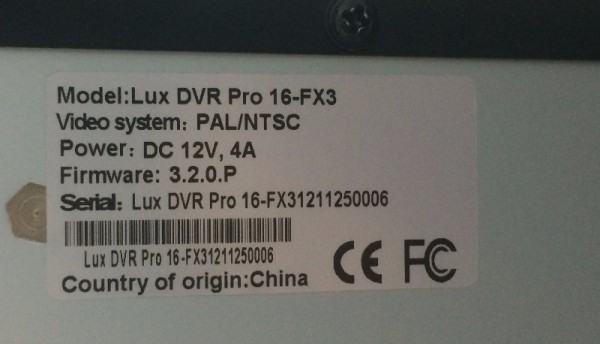 Model:Lux DVR Pro 16-FX3
Video system: PAL/NTSC
Power: DC 12V, 4A
Firmware: 3.2.0.P
Serial: Lux DVR Pro 16-FX31211250006
Lux DVR Pro 16-FX31211250006
Country of origin:China
CE FC